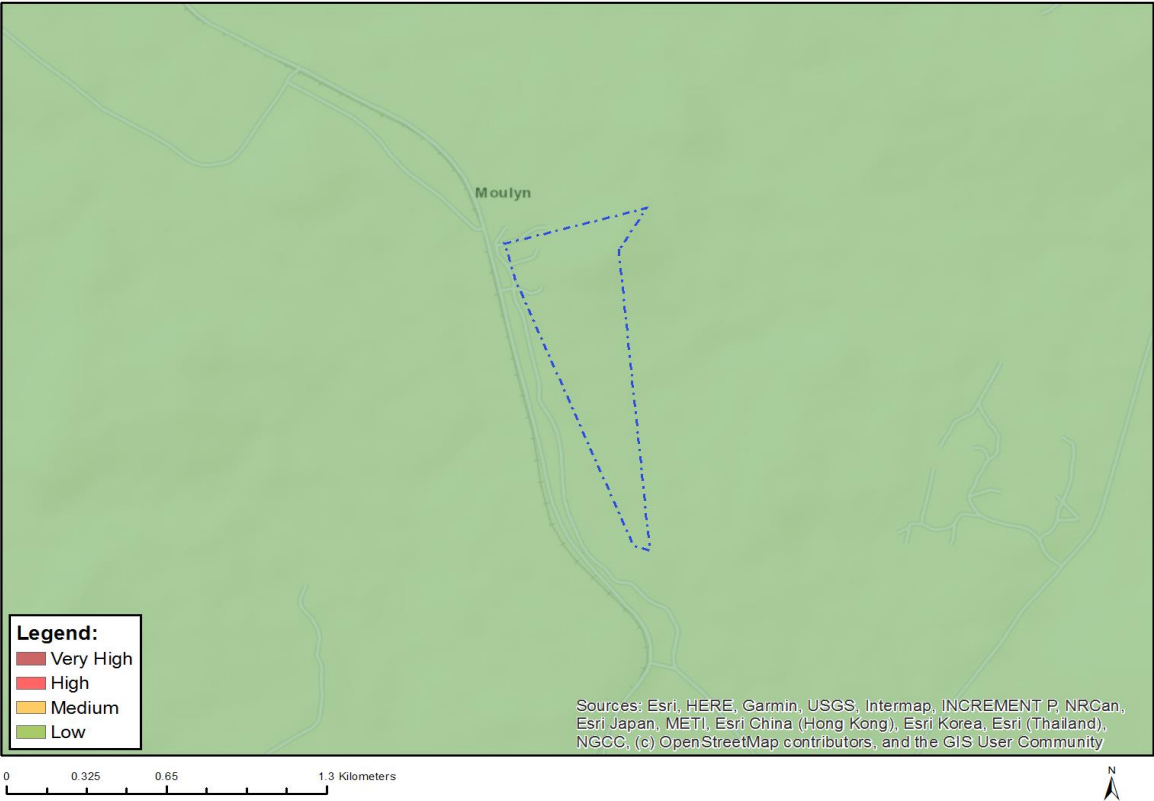 Moulyn
Legend:
Very High
High
Medium
Low
Sources: Esri, HERE, Garmin, USGS, Intermap, INCREMENT P, NRCan,
Esri Japan, METI, Esri China (Hong Kong), Esri Korea, Esri (Thailand),
NGCC, (c) OpenStreetMap contributors, and the GIS User Community
0 0.325 0.65 1.3 Kilometers
N